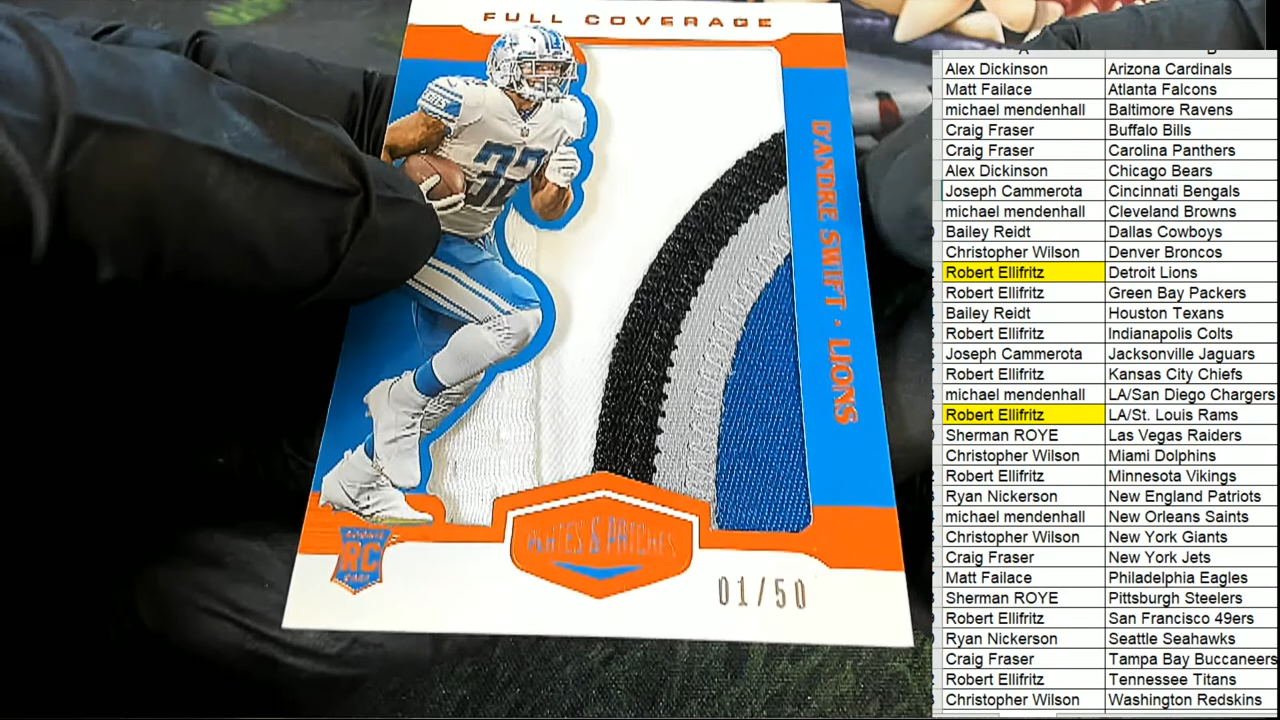 FULL COVERAGE
32
D'ANDRE SWIFT · LIONS
PLATES & PATCHES
RC
01/50
Alex Dickinson Arizona Cardinals
Matt Failace Atlanta Falcons
michael mendenhall Baltimore Ravens
Craig Fraser Buffalo Bills
Craig Fraser Carolina Panthers
Alex Dickinson Chicago Bears
Joseph Cammerota Cincinnati Bengals
michael mendenhall Cleveland Browns
Bailey Reidt Dallas Cowboys
Christopher Wilson Denver Broncos
Robert Ellifritz Detroit Lions
Robert Ellifritz Green Bay Packers
Bailey Reidt Houston Texans
Robert Ellifritz Indianapolis Colts
Joseph Cammerota Jacksonville Jaguars
Robert Ellifritz Kansas City Chiefs
michael mendenhall LA/San Diego Chargers
Robert Ellifritz LA/St. Louis Rams
Sherman ROYE Las Vegas Raiders
Christopher Wilson Miami Dolphins
Robert Ellifritz Minnesota Vikings
Ryan Nickerson New England Patriots
michael mendenhall New Orleans Saints
Christopher Wilson New York Giants
Craig Fraser New York Jets
Matt Failace Philadelphia Eagles
Sherman ROYE Pittsburgh Steelers
Robert Ellifritz San Francisco 49ers
Ryan Nickerson Seattle Seahawks
Craig Fraser Tampa Bay Buccaneers
Robert Ellifritz Tennessee Titans
Christopher Wilson Washington Redskins